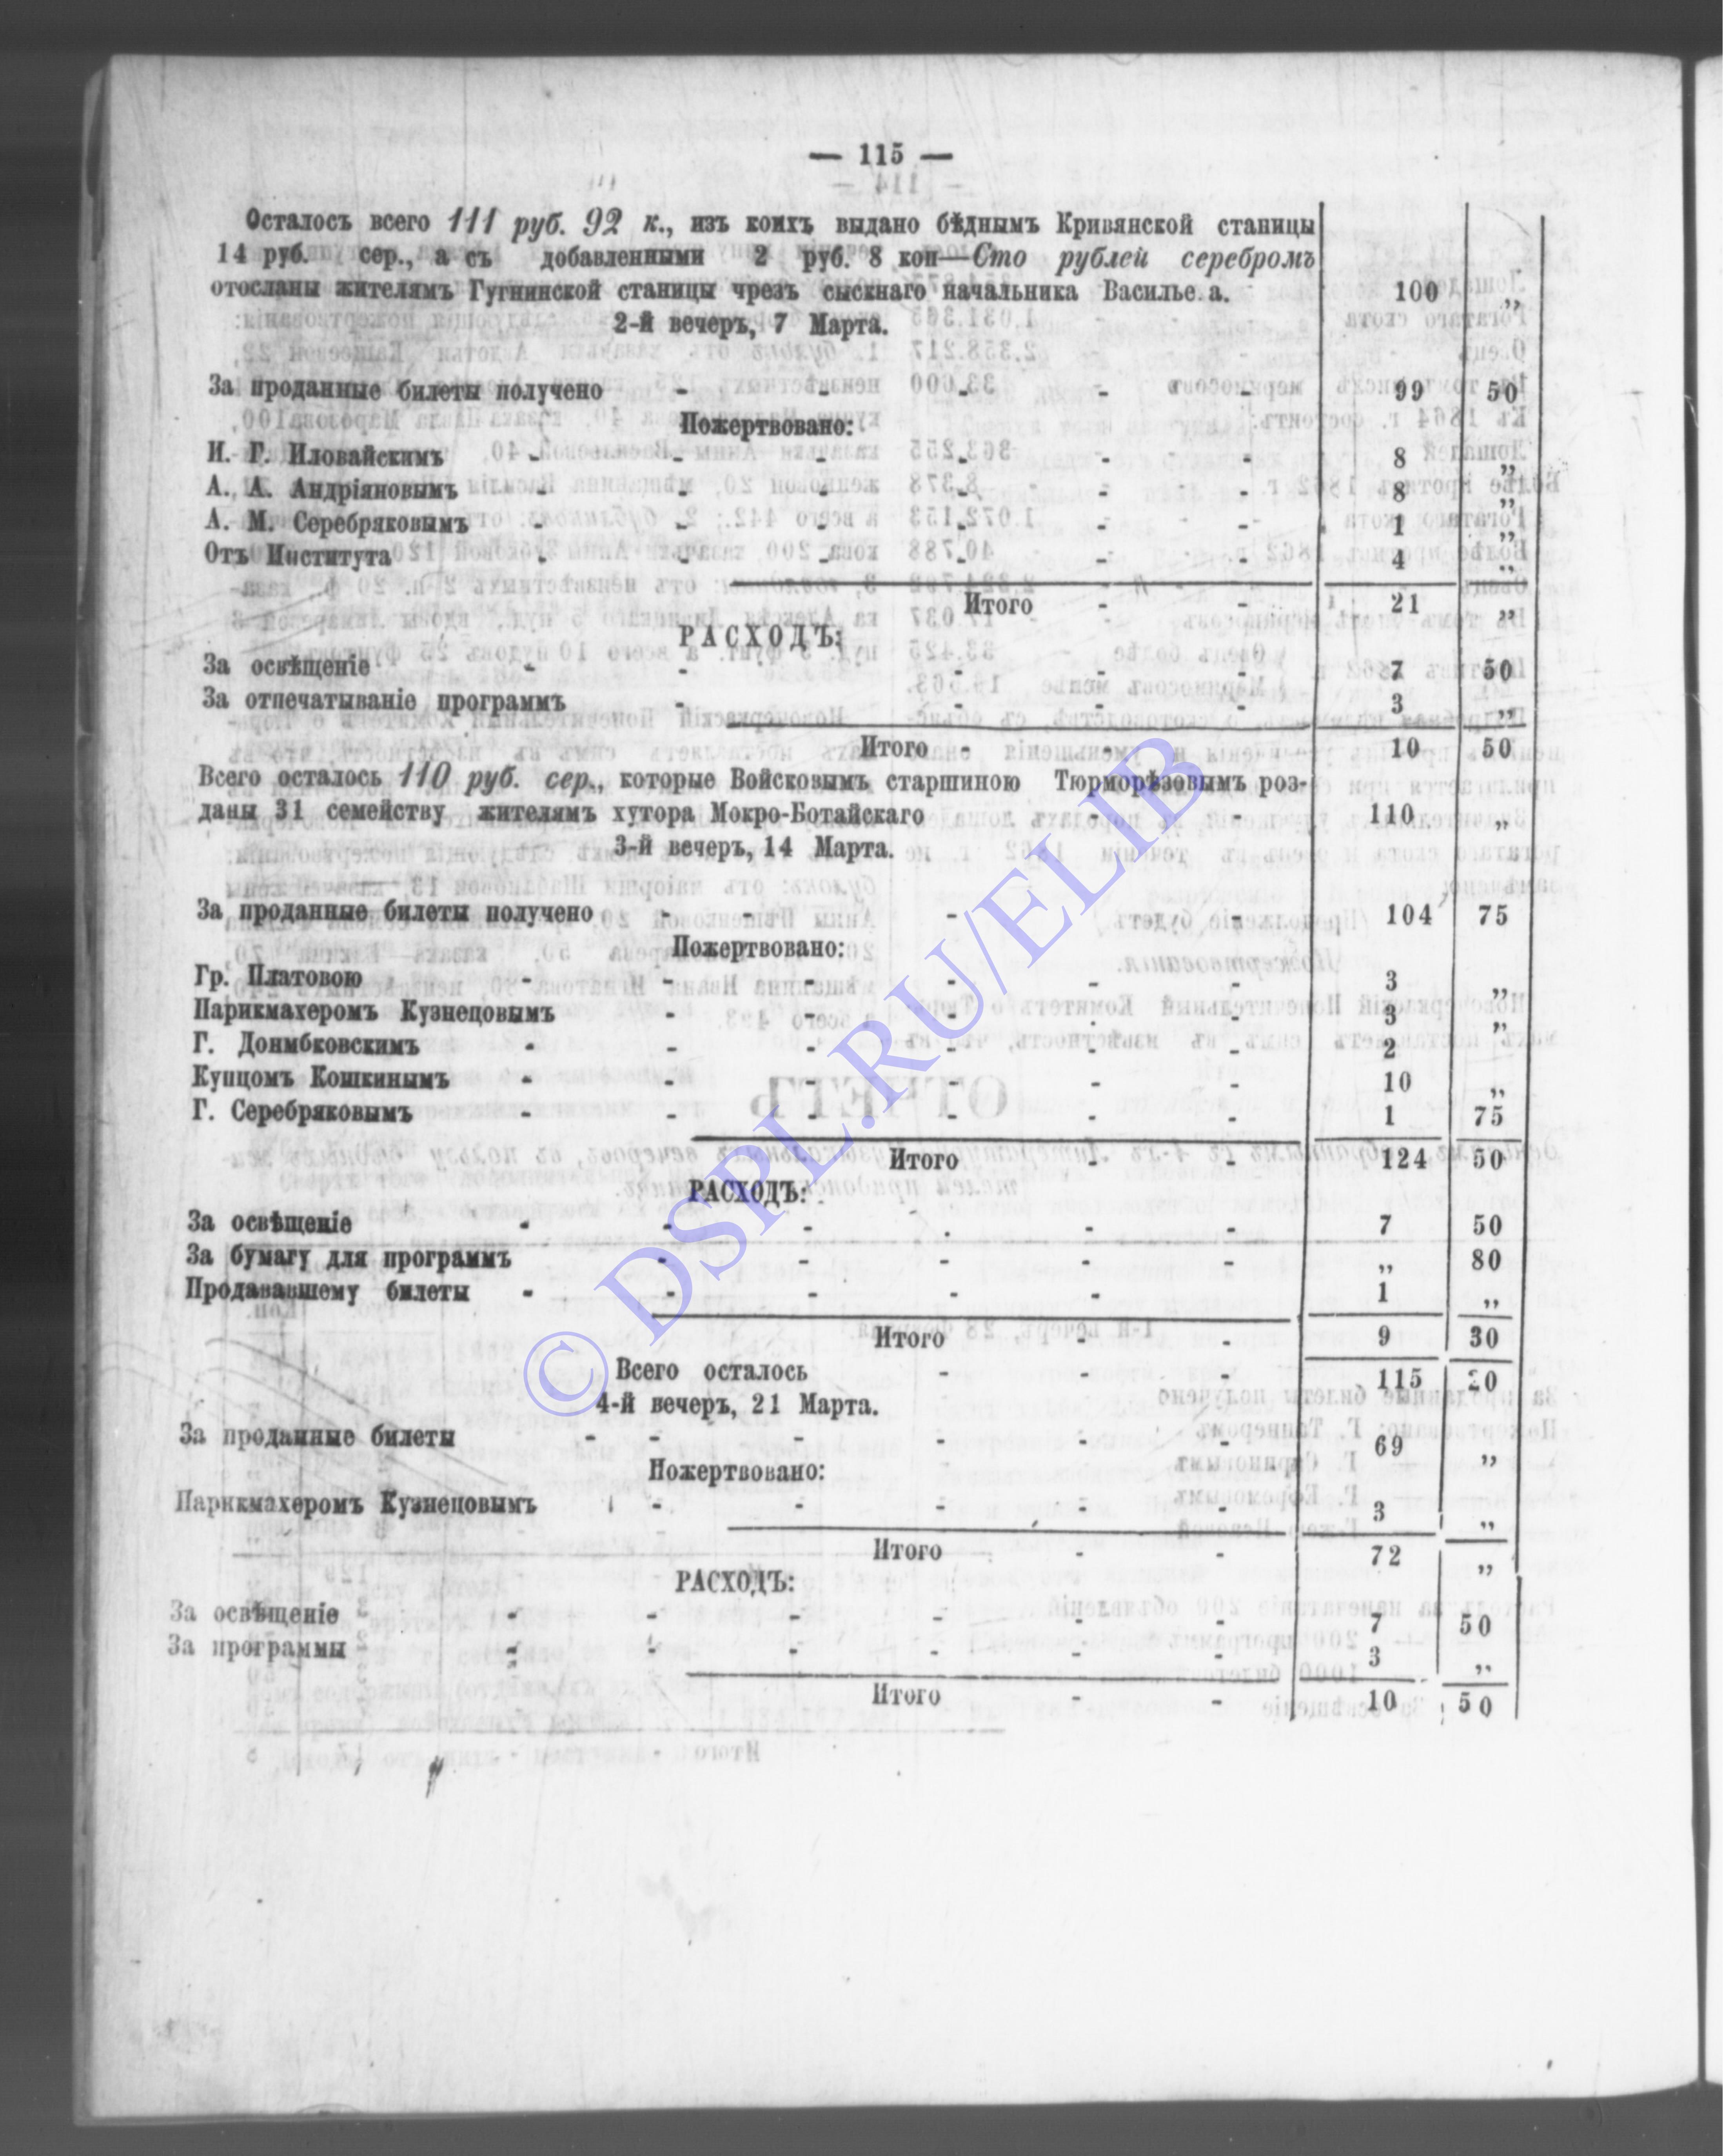 — 115 —
Осталось всего 111 руб. 92 к., изъ коихъ выдано бѣднымъ Кривянской станицы
14 руб. сер., а съ добавленными 2 руб. 8 коп—Сто рублей серебромъ
отосланы жителямъ Гугнинской станицы чрезъ сыскнаго начальника Василье.а. 100 „
2-й вечеръ, 7 Марта.
За проданные билеты получено - - - - - 99 50
Пожертвовано:
И. Г. Иловайскимъ - - - - - - 8 „
А. А. Андріяновымъ - - - - - - 8 „
А. М. Серебряковымъ - - - - - - 1 „
Отъ Института - - - - - - 4 „
Итого - - 21 „
РАСХОДЪ:
За освѣщеніе - - - - - - 7 50
За отпечатываніе программъ - - - - - 3 „
Итого - - - 10 50
Всего осталось 110 руб. сер., которые Войсковымъ старшиною Тюрморѣзовымъ роз-
даны 31 семейству жителямъ хутора Мокро-Ботайскаго - - 110 „
3-й вечеръ, 14 Марта.
За проданные билеты получено - - - - - 104 75
Пожертвовано:
Гр. Платовою - - - - - - 3 „
Парикмахеромъ Кузнецовымъ - - - - - 3 „
Г. Донмбковскимъ - - - - - - 2
Купцомъ Кошкинымъ - - - - - - 10 „
Г. Серебряковымъ - - - - - - 1 75
Итого - - 124 50
РАСХОДЪ:
За освѣщеніе - - - - - - 7 50
За бумагу для программъ - - - - - „ 80
Продававшему билеты - - - - - 1 „
Итого - - 9 30
Всего осталось - - - 115 20
4-й вечеръ, 21 Марта.
За проданные билеты - - - - - - 69 „
Пожертвовано:
Парикмахеромъ Кузнецовымъ - - - - - 3 „
Итого - - 72 „
РАСХОДЪ:
За освѣщеніе - - - - - - 7 50
За программы - - - - - - 3 „
Итого - - 10 50
© DSPL.RU/ELIB